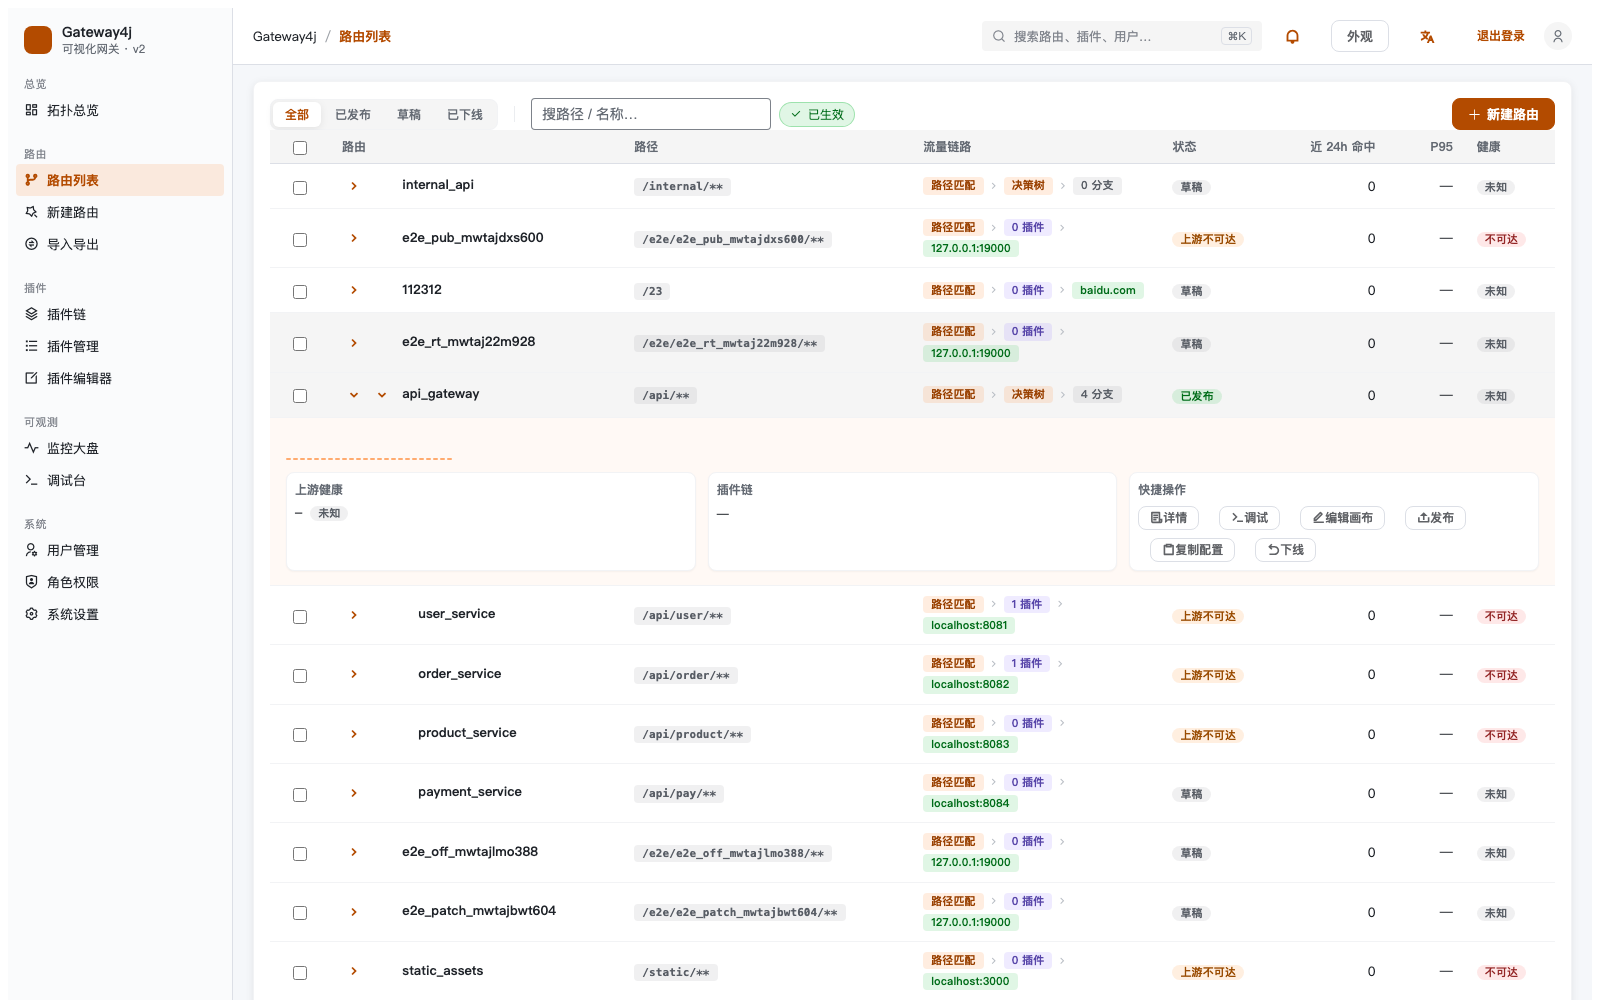 Gateway4j
可视化网关 · v2
总览
拓扑总览
路由
路由列表
新建路由
导入导出
插件
插件链
插件管理
插件编辑器
可观测
监控大盘
调试台
系统
用户管理
角色权限
系统设置
Gateway4j / 路由列表
搜索路由、插件、用户... ⌘K
外观
退出登录
全部 已发布 草稿 已下线
搜路径 / 名称...
已生效
新建路由
路由 路径 流量链路 状态 近 24h 命中 P95 健康
internal_api /internal/** 路径匹配 > 决策树 > 0 分支 草稿 0 — 未知
e2e_pub_mwtajdxs600 /e2e/e2e_pub_mwtajdxs600/** 路径匹配 > 0 插件 > 上游不可达 0 — 不可达
127.0.0.1:19000
112312 /23 路径匹配 > 0 插件 > baidu.com 草稿 0 — 未知
e2e_rt_mwtaj22m928 /e2e/e2e_rt_mwtaj22m928/** 路径匹配 > 0 插件 > 草稿 0 — 未知
127.0.0.1:19000
api_gateway /api/** 路径匹配 > 决策树 > 4 分支 已发布 0 — 未知
上游健康
– 未知
插件链
—
快捷操作
详情 调试 编辑画布 发布
复制配置 下线
user_service /api/user/** 路径匹配 > 1 插件 > 上游不可达 0 — 不可达
localhost:8081
order_service /api/order/** 路径匹配 > 1 插件 > 上游不可达 0 — 不可达
localhost:8082
product_service /api/product/** 路径匹配 > 0 插件 > 上游不可达 0 — 不可达
localhost:8083
payment_service /api/pay/** 路径匹配 > 0 插件 > 草稿 0 — 未知
localhost:8084
e2e_off_mwtajlmo388 /e2e/e2e_off_mwtajlmo388/** 路径匹配 > 0 插件 > 草稿 0 — 未知
127.0.0.1:19000
e2e_patch_mwtajbwt604 /e2e/e2e_patch_mwtajbwt604/** 路径匹配 > 0 插件 > 草稿 0 — 未知
127.0.0.1:19000
static_assets /static/** 路径匹配 > 0 插件 > 上游不可达 0 — 不可达
localhost:3000